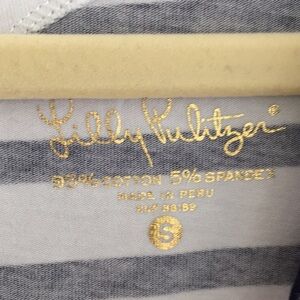 Lilly Pulitzer®
95% COTTON 5% SPANDEX
MADE IN PERU
S